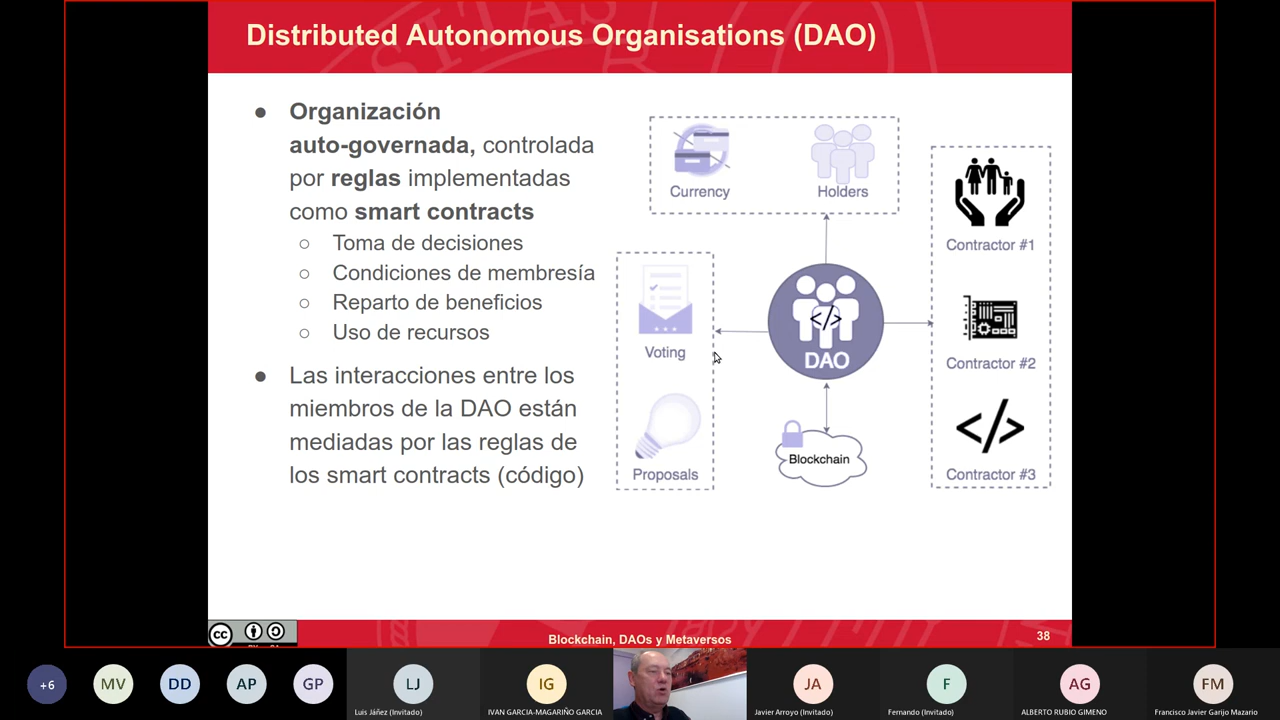 Distributed Autonomous Organisations (DAO)
● Organización
auto-governada, controlada
por reglas implementadas
como smart contracts
○ Toma de decisiones
○ Condiciones de membresía
○ Reparto de beneficios
○ Uso de recursos
● Las interacciones entre los
miembros de la DAO están
mediadas por las reglas de
los smart contracts (código)
Currency
Holders
Voting
Proposals
</>
DAO
Blockchain
Contractor #1
Contractor #2
</>
Contractor #3
cc
Blockchain, DAOs y Metaversos
38
+6
MV
DD
AP
GP
LJ
Luis Jáñez (Invitado)
IG
IVAN GARCIA-MAGARIÑO GARCIA
JA
Javier Arroyo (Invitado)
F
Fernando (Invitado)
AG
ALBERTO RUBIO GIMENO
FM
Francisco Javier Garijo Mazario